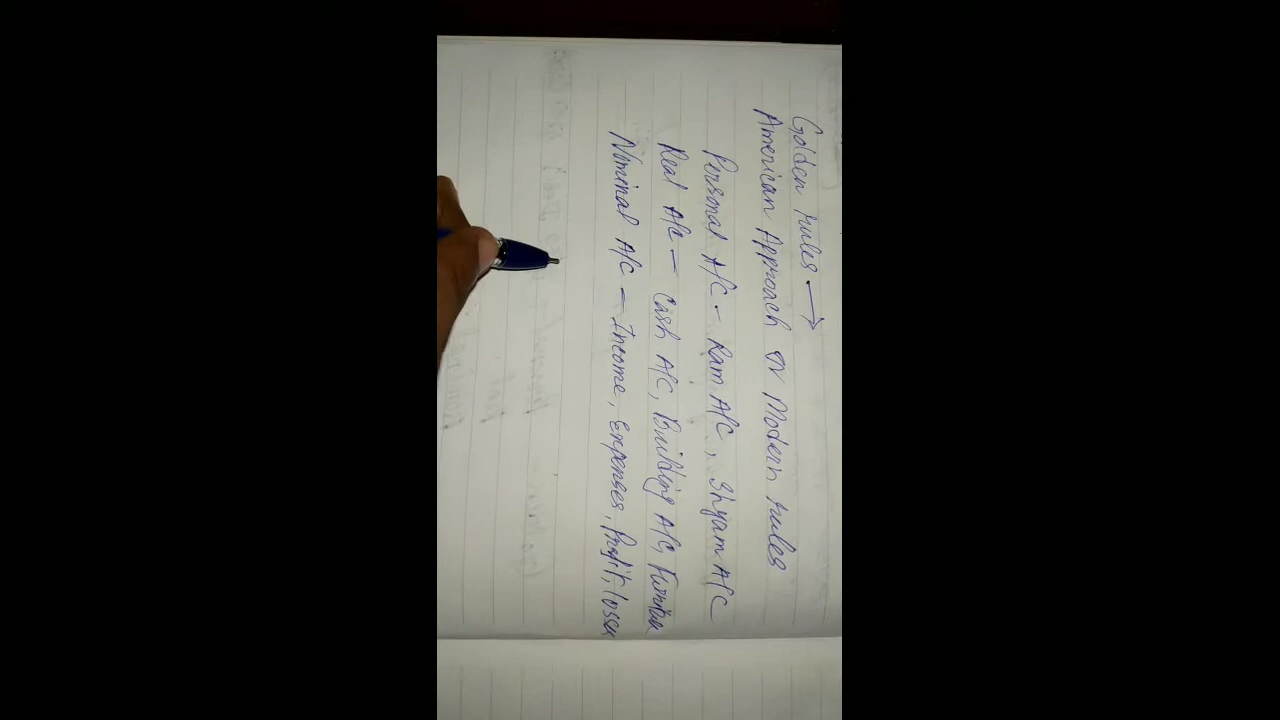 Golden rules →
American Approach or Modern rules
Personal A/C - Ram A/C, Shyam A/C
Real A/C - Cash A/C, Building A/C, Furniture
Nominal A/C - Income, Expenses, Profit, losses